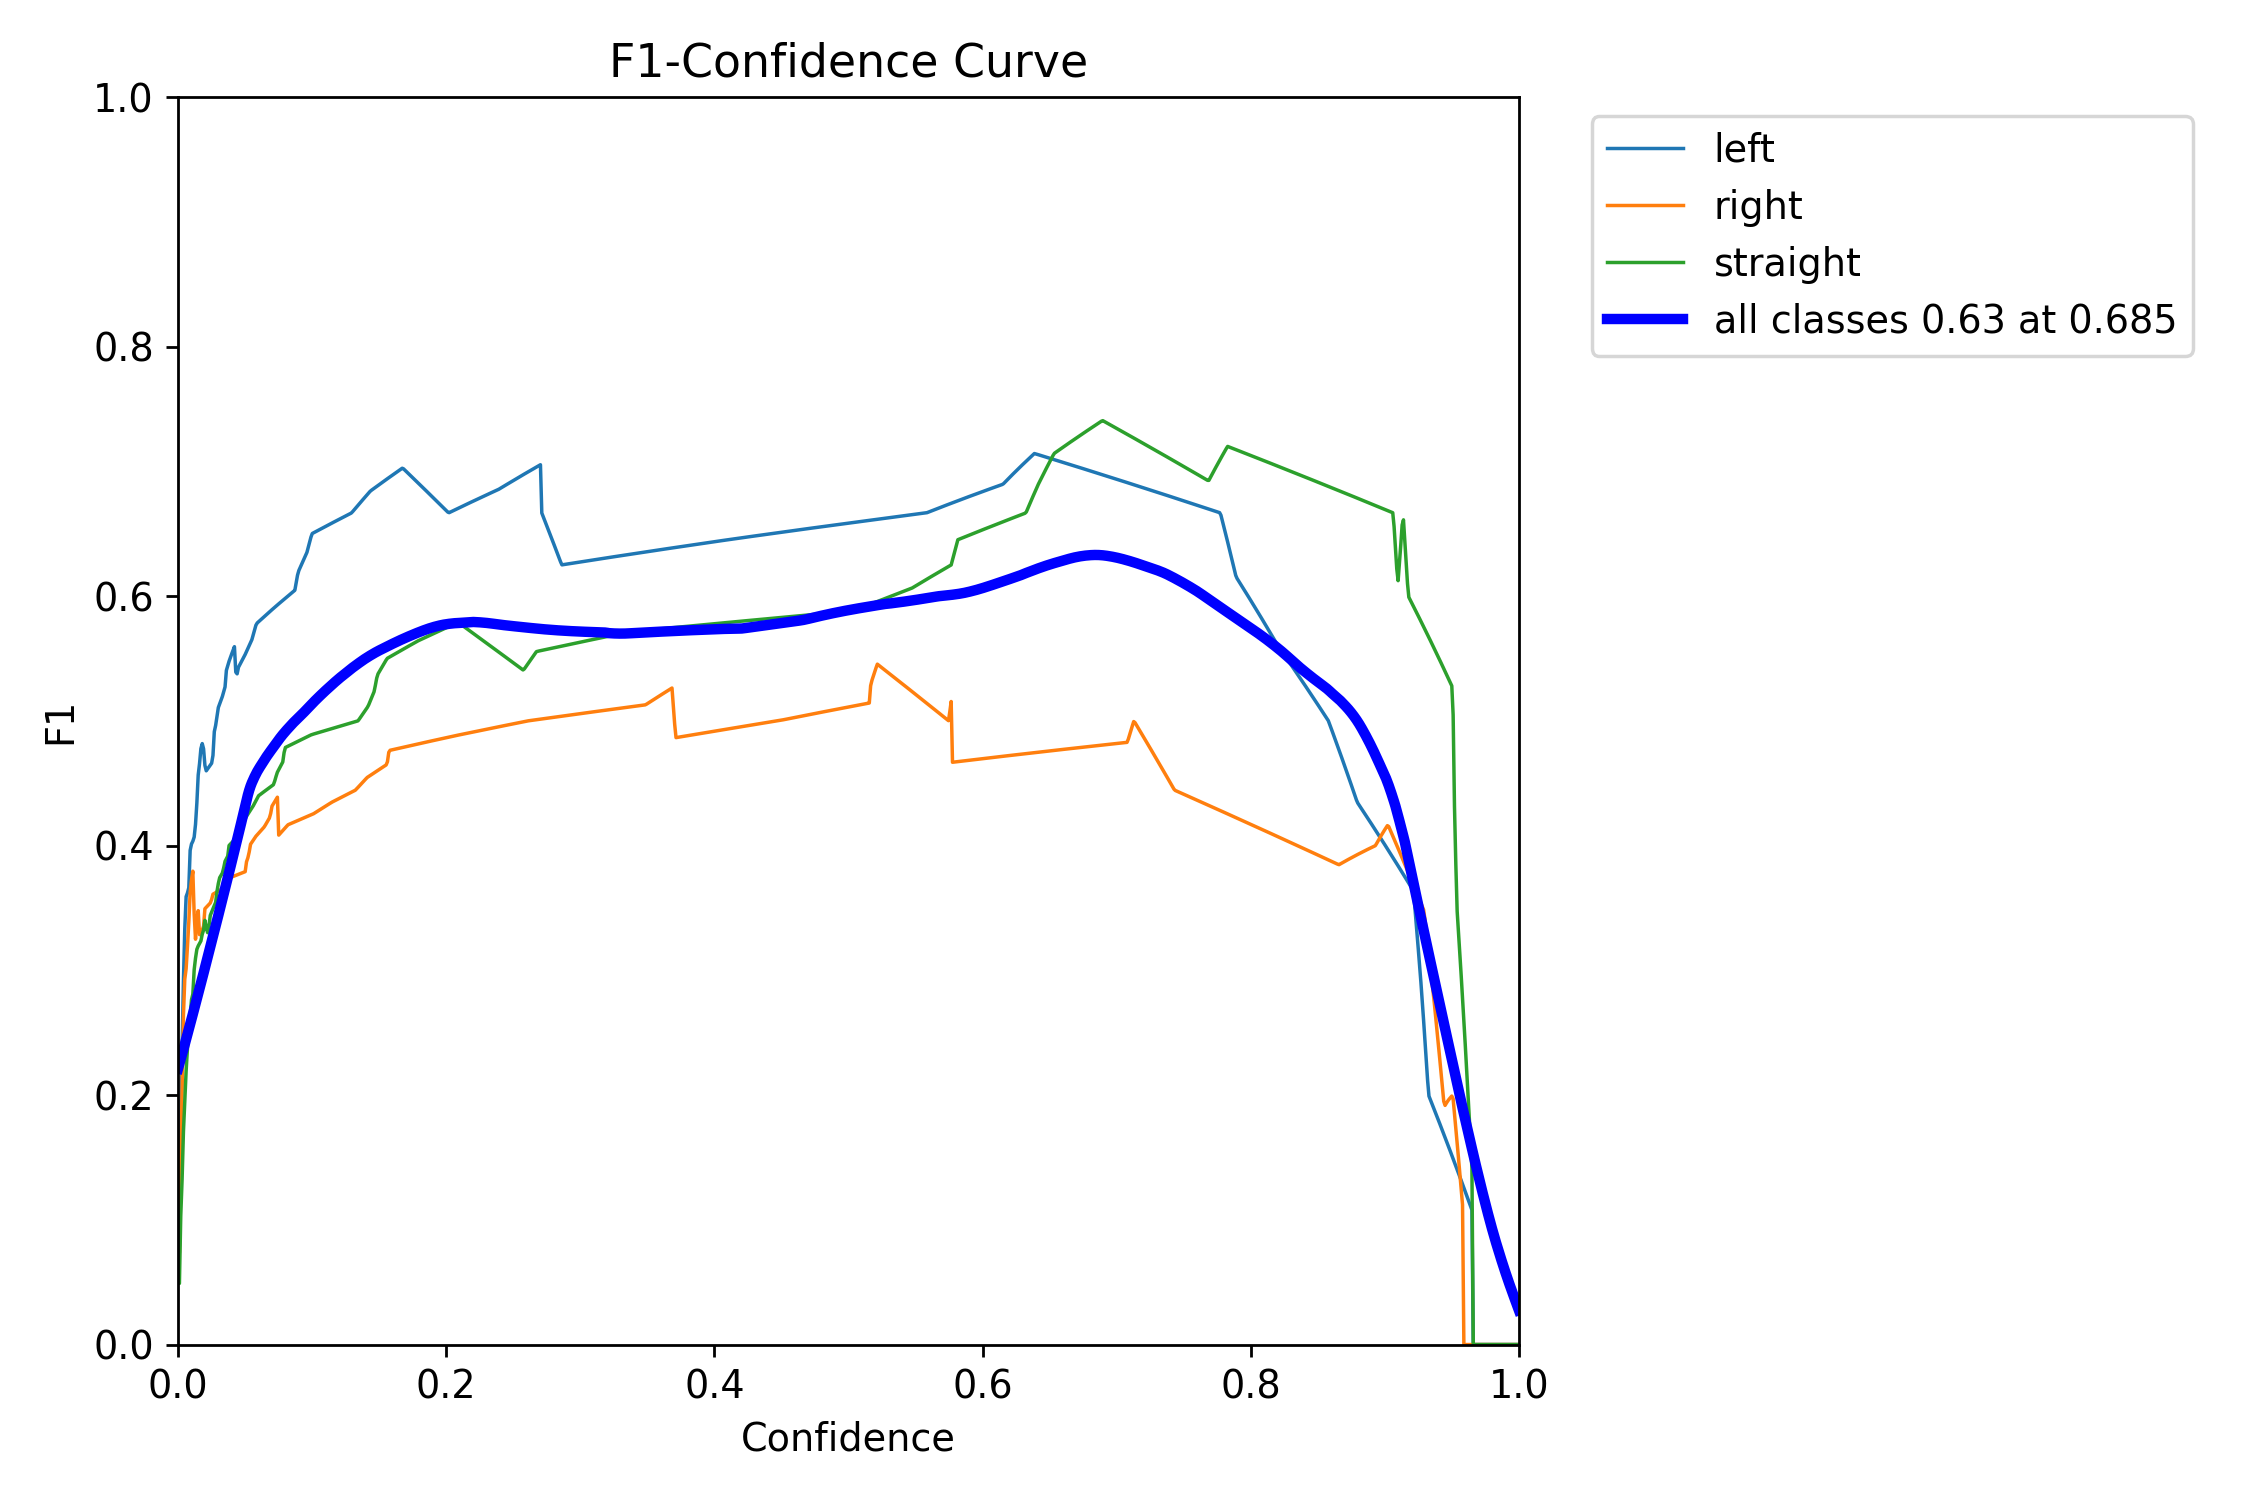 F1-Confidence Curve
1.0
0.8
0.6
0.4
0.2
0.0
F1
0.0 0.2 0.4 0.6 0.8 1.0
Confidence
left
right
straight
all classes 0.63 at 0.685